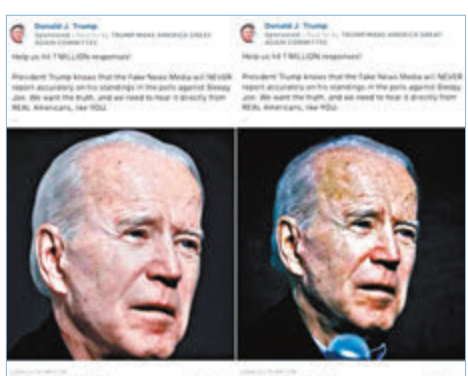 Donald J. Trump
Sponsored • Paid for by TRUMP MAKE AMERICA GREAT
AGAIN COMMITTEE
Help us hit 1 MILLION responses!
President Trump knows that the Fake News Media will NEVER
report accurately on his standings in the polls against Sleepy
Joe. We want the truth, and we need to hear it directly from
REAL Americans, like YOU.
...
Donald J. Trump
Sponsored • Paid for by TRUMP MAKE AMERICA GREAT
AGAIN COMMITTEE
Help us hit 1 MILLION responses!
President Trump knows that the Fake News Media will NEVER
report accurately on his standings in the polls against Sleepy
Joe. We want the truth, and we need to hear it directly from
REAL Americans, like YOU.
...